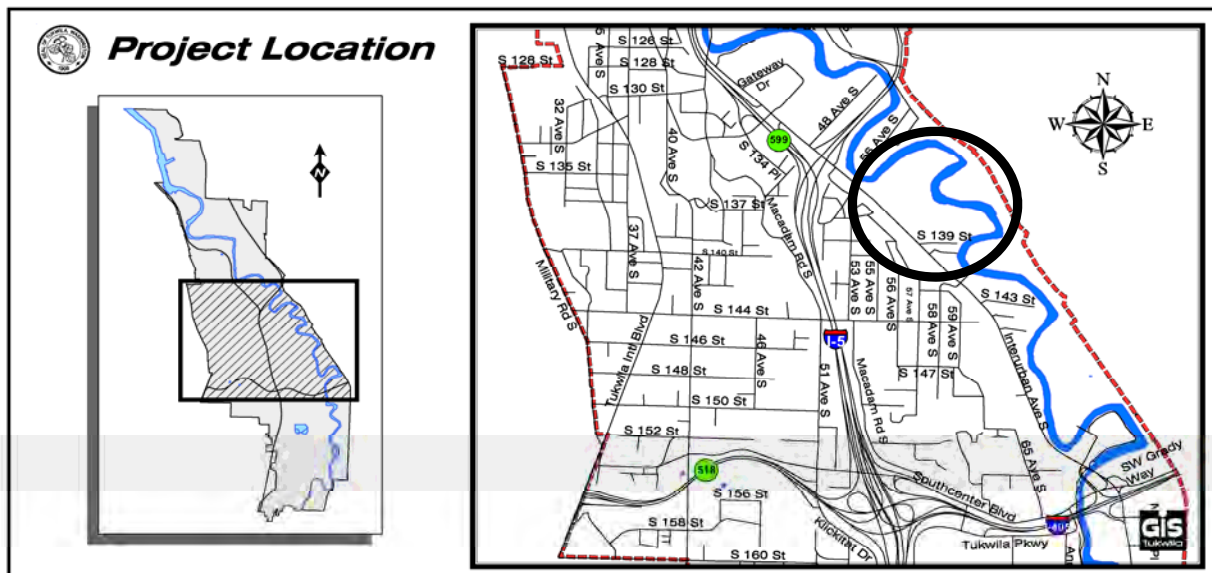 Project Location
N
S 126 St
S 128 St
S 128 St
S 130 St
32 Ave S
40 Ave S
Gateway Dr
48 Ave S
56 Ave S
599
S 134 Pl
S 135 St
S 137 St
Macadam Rd S
37 Ave S
S 140 St
42 Ave S
S 139 St
Military Rd S
53 Ave S
55 Ave S
56 Ave S
57 Ave S
58 Ave S
59 Ave S
S 143 St
S 144 St
Tukwila Intl Blvd
S 146 St
46 Ave S
I-5
Interurban Ave S
S 148 St
51 Ave S
Macadam Rd S
S 147 St
S 150 St
S 152 St
65 Ave S
SW Grady Way
518
S 156 St
Southcenter Blvd
S 158 St
Klickitat Dr
Tukwila Pkwy
S 160 St
N
W
E
S
GIS
Tukwila